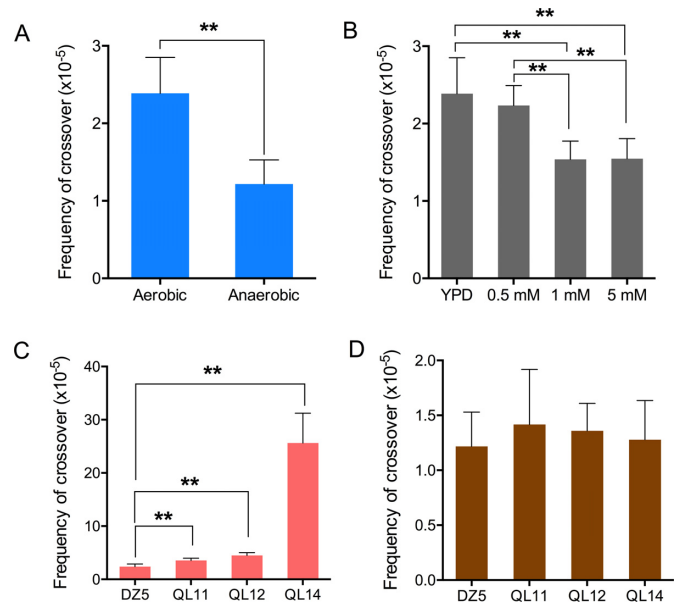 A
Frequency of crossover (x10⁻⁵)
3
2
1
0
**
Aerobic
Anaerobic
B
Frequency of crossover (x10⁻⁵)
3
2
1
0
**
**
**
**
YPD
0.5 mM
1 mM
5 mM
C
Frequency of crossover (x10⁻⁵)
40
30
20
10
0
**
**
**
DZ5
QL11
QL12
QL14
D
Frequency of crossover (x10⁻⁵)
2.0
1.5
1.0
0.5
0.0
DZ5
QL11
QL12
QL14